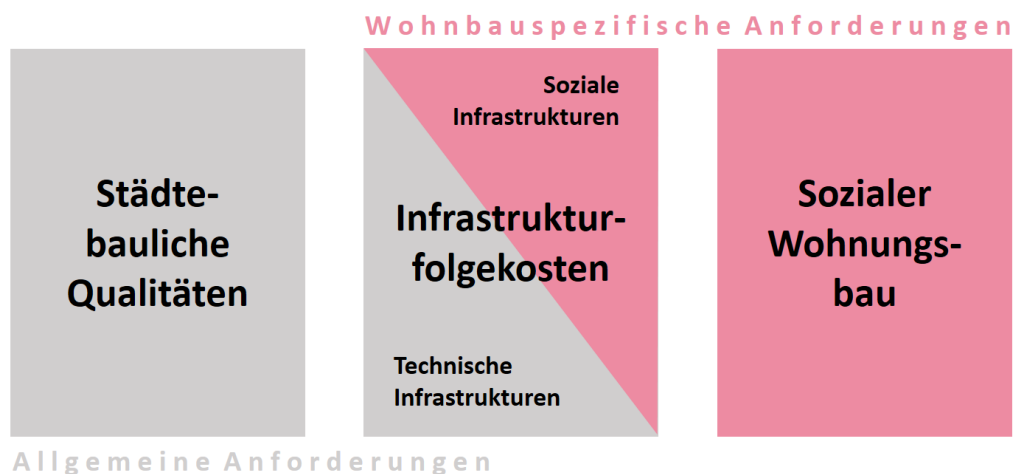 Wohnbauspezifische Anforderungen
Städte-
bauliche
Qualitäten
Soziale
Infrastrukturen
Infrastruktur-
folgekosten
Technische
Infrastrukturen
Sozialer
Wohnungs-
bau
Allgemeine Anforderungen